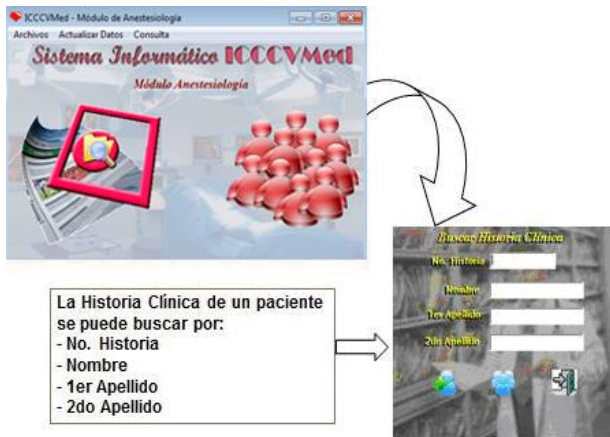 ICCCVMed - Módulo de Anestesiología
Archivos Actualizar Datos Consulta
Sistema Informático ICCCVMed
Módulo Anestesiología
Buscar Historia Clínica
No. Historia
Nombre
1er Apellido
2do Apellido
La Historia Clínica de un paciente
se puede buscar por:
- No. Historia
- Nombre
- 1er Apellido
- 2do Apellido